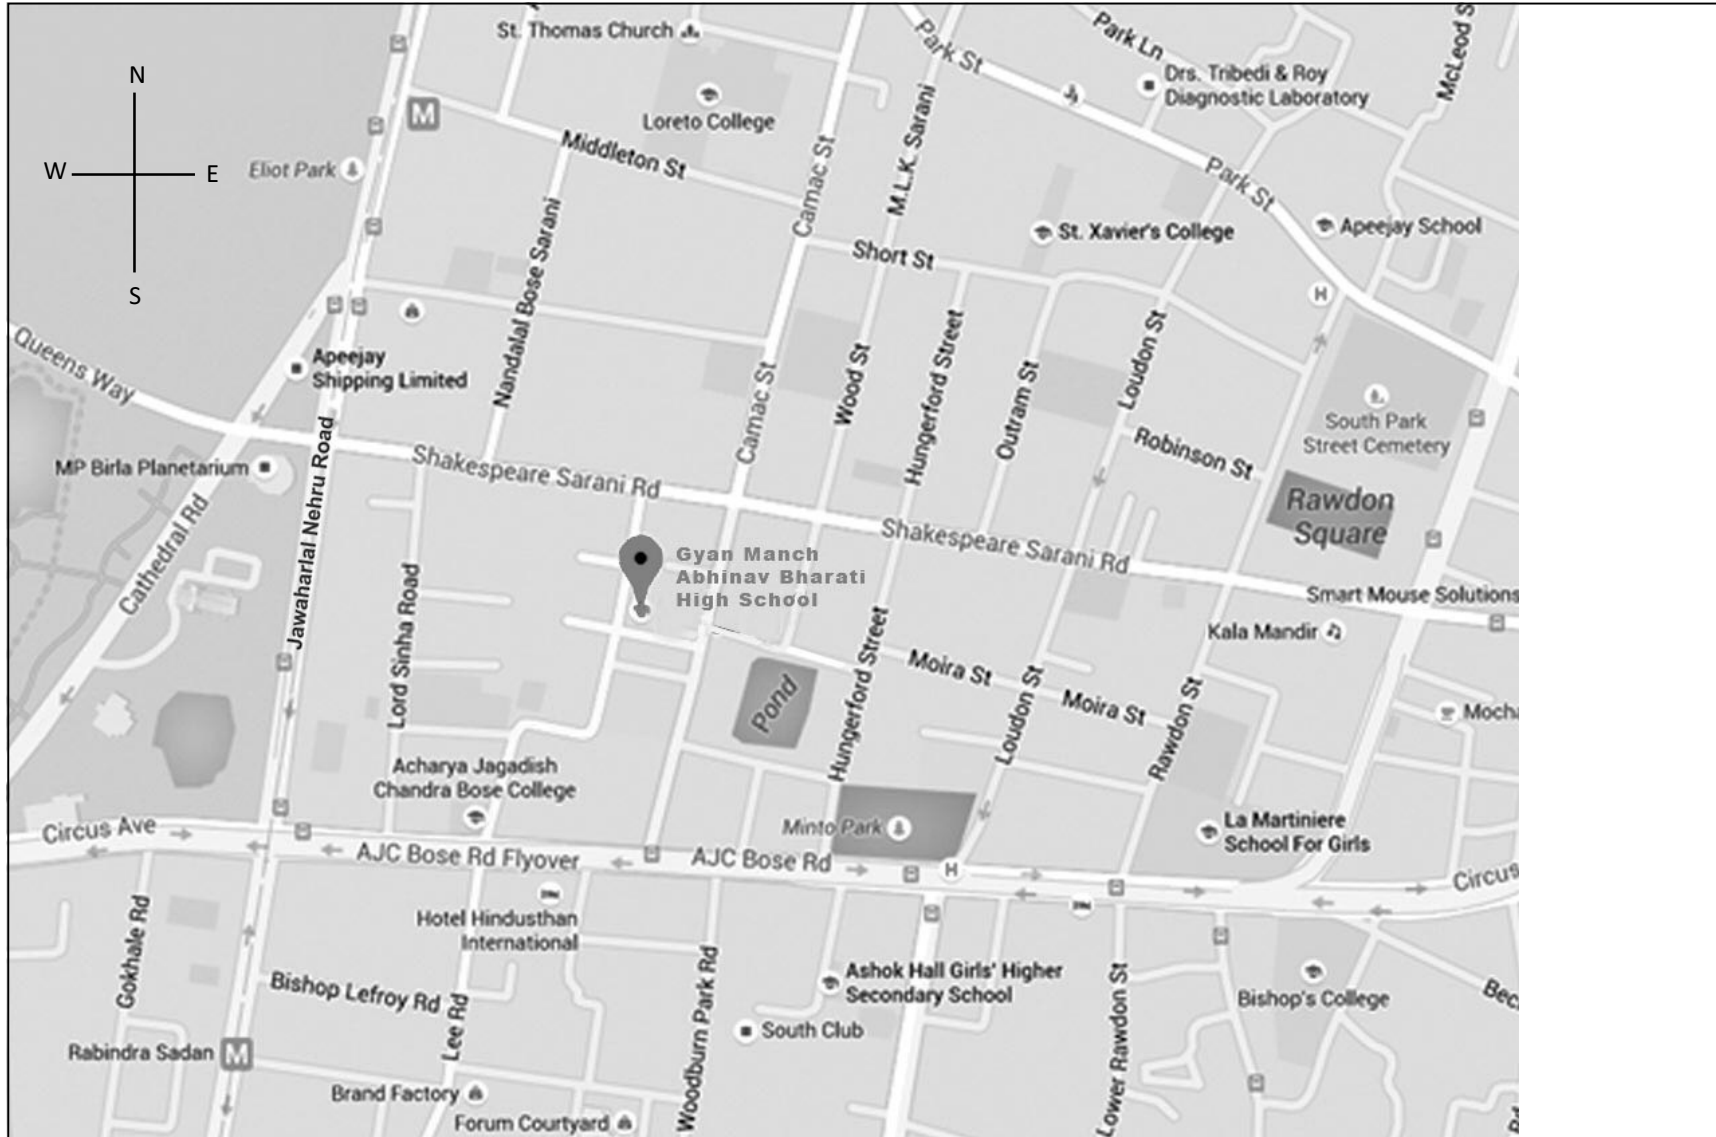 St. Thomas Church
Park St
Park Ln
McLeod S
N
W
E
S
Drs. Tribedi & Roy
Diagnostic Laboratory
M
Loreto College
Middleton St
Camac St
M.L.K. Sarani
Eliot Park
Park St
Short St
St. Xavier's College
Apeejay School
H
Nandalal Bose Sarani
Queens Way
Apeejay
Shipping Limited
Camac St
Wood St
Hungerford Street
Outram St
Loudon St
Robinson St
South Park
Street Cemetery
MP Birla Planetarium
Shakespeare Sarani Rd
Rawdon
Square
Cathedral Rd
Jawaharlal Nehru Road
Lord Sinha Road
Gyan Manch
Abhinav Bharati
High School
Shakespeare Sarani Rd
Smart Mouse Solutions
Kala Mandir
Hungerford Street
Moira St
Moira St
Loudon St
Rawdon St
Pond
Mocha
Acharya Jagadish
Chandra Bose College
Minto Park
La Martiniere
School For Girls
Circus Ave
AJC Bose Rd Flyover
AJC Bose Rd
H
Circus
Gokhale Rd
Hotel Hindusthan
International
Bishop Lefroy Rd
Lee Rd
Woodburn Park Rd
Ashok Hall Girls' Higher
Secondary School
South Club
Lower Rawdon St
Bishop's College
Bec
Rabindra Sadan
M
Brand Factory
Forum Courtyard
Rd